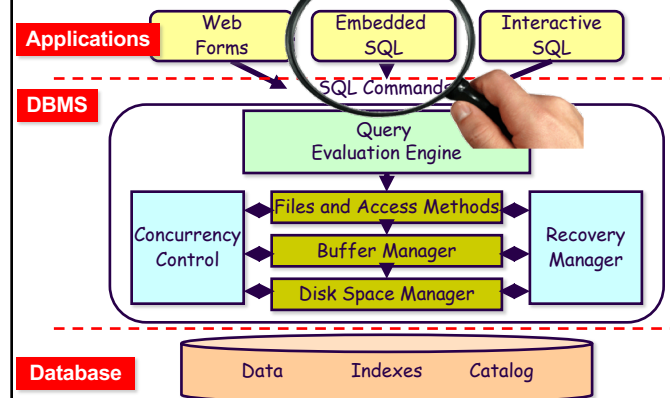 Applications
Web
Forms
Embedded
SQL
Interactive
SQL
SQL Commands
DBMS
Query
Evaluation Engine
Files and Access Methods
Concurrency
Control
Buffer Manager
Recovery
Manager
Disk Space Manager
Database
Data
Indexes
Catalog